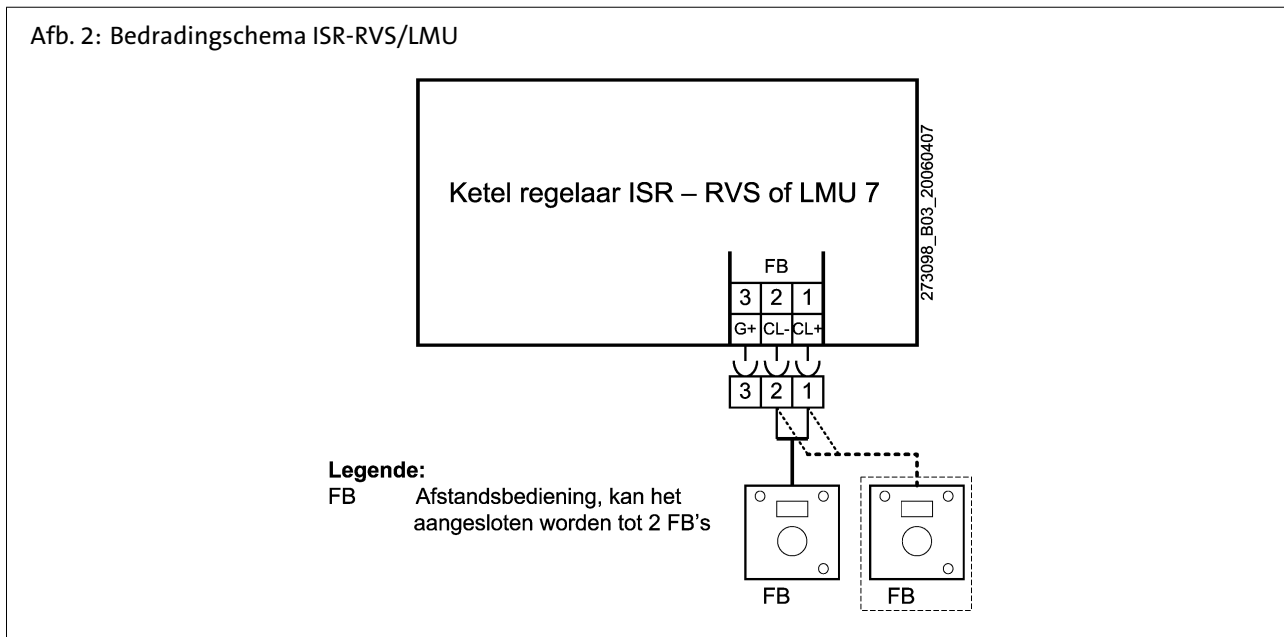 Afb. 2: Bedradingschema ISR-RVS/LMU
Ketel regelaar ISR – RVS of LMU 7
273098_B03_20060407
FB
3 2 1
G+ CL- CL+
3 2 1
Legende:
FB Afstandsbediening, kan het
aangesloten worden tot 2 FB's
FB FB